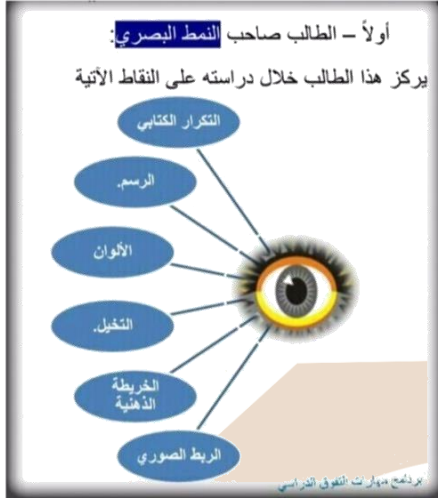 أولاً – الطالب صاحب النمط البصري:
يركز هذا الطالب خلال دراسته على النقاط الآتية
التكرار الكتابي
الرسم.
الألوان
التخيل.
الخريطة
الذهنية
الربط الصوري
برنامج مهارات التفوق الدراسي